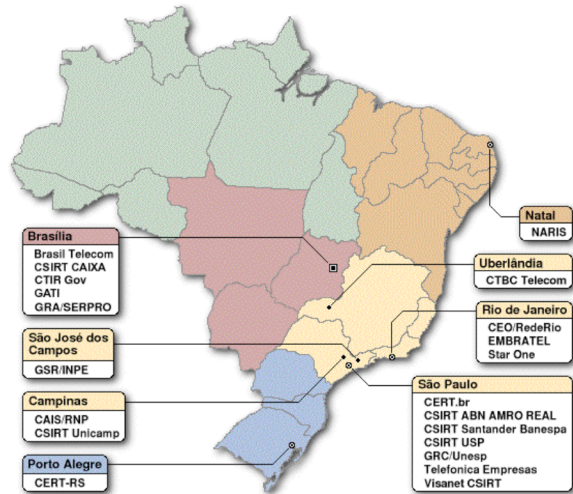 Natal
NARIS
Brasília
Brasil Telecom
CSIRT CAIXA
CTIR Gov
GATI
GRA/SERPRO
Uberlândia
CTBC Telecom
Rio de Janeiro
CEO/RedeRio
EMBRATEL
Star One
São José dos
Campos
GSR/INPE
São Paulo
CERT.br
CSIRT ABN AMRO REAL
CSIRT Santander Banespa
CSIRT USP
GRC/Unesp
Telefonica Empresas
Visanet CSIRT
Campinas
CAIS/RNP
CSIRT Unicamp
Porto Alegre
CERT-RS